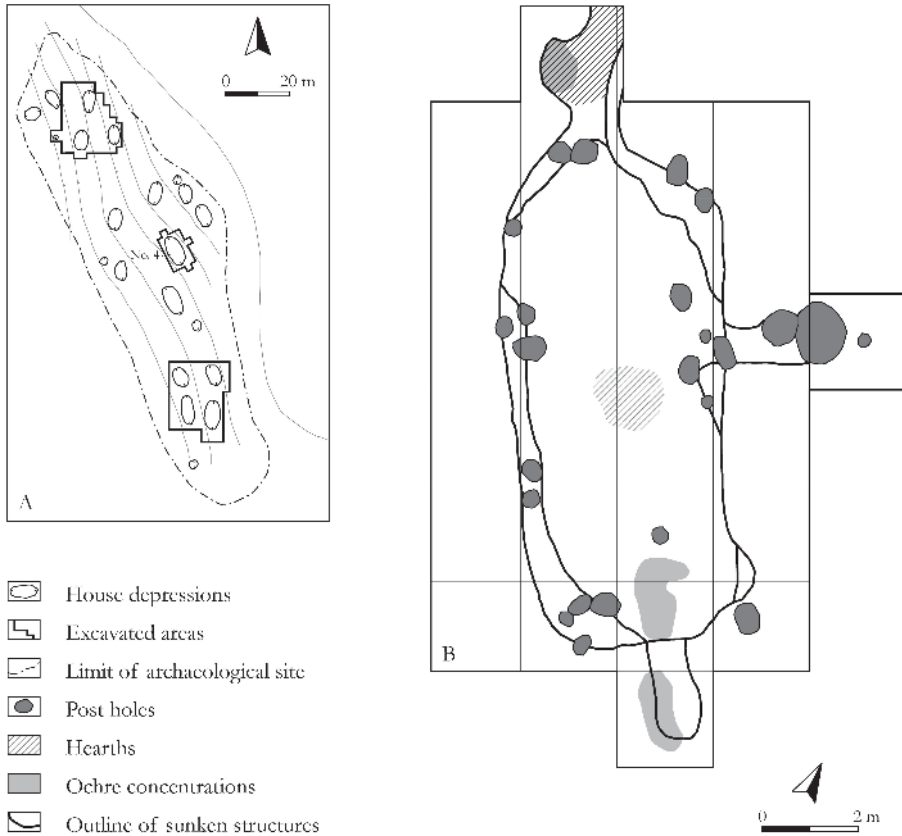 0 20 m
No. 4
A
B
House depressions
Excavated areas
Limit of archaeological site
Post holes
Hearths
Ochre concentrations
Outline of sunken structures
0 2 m